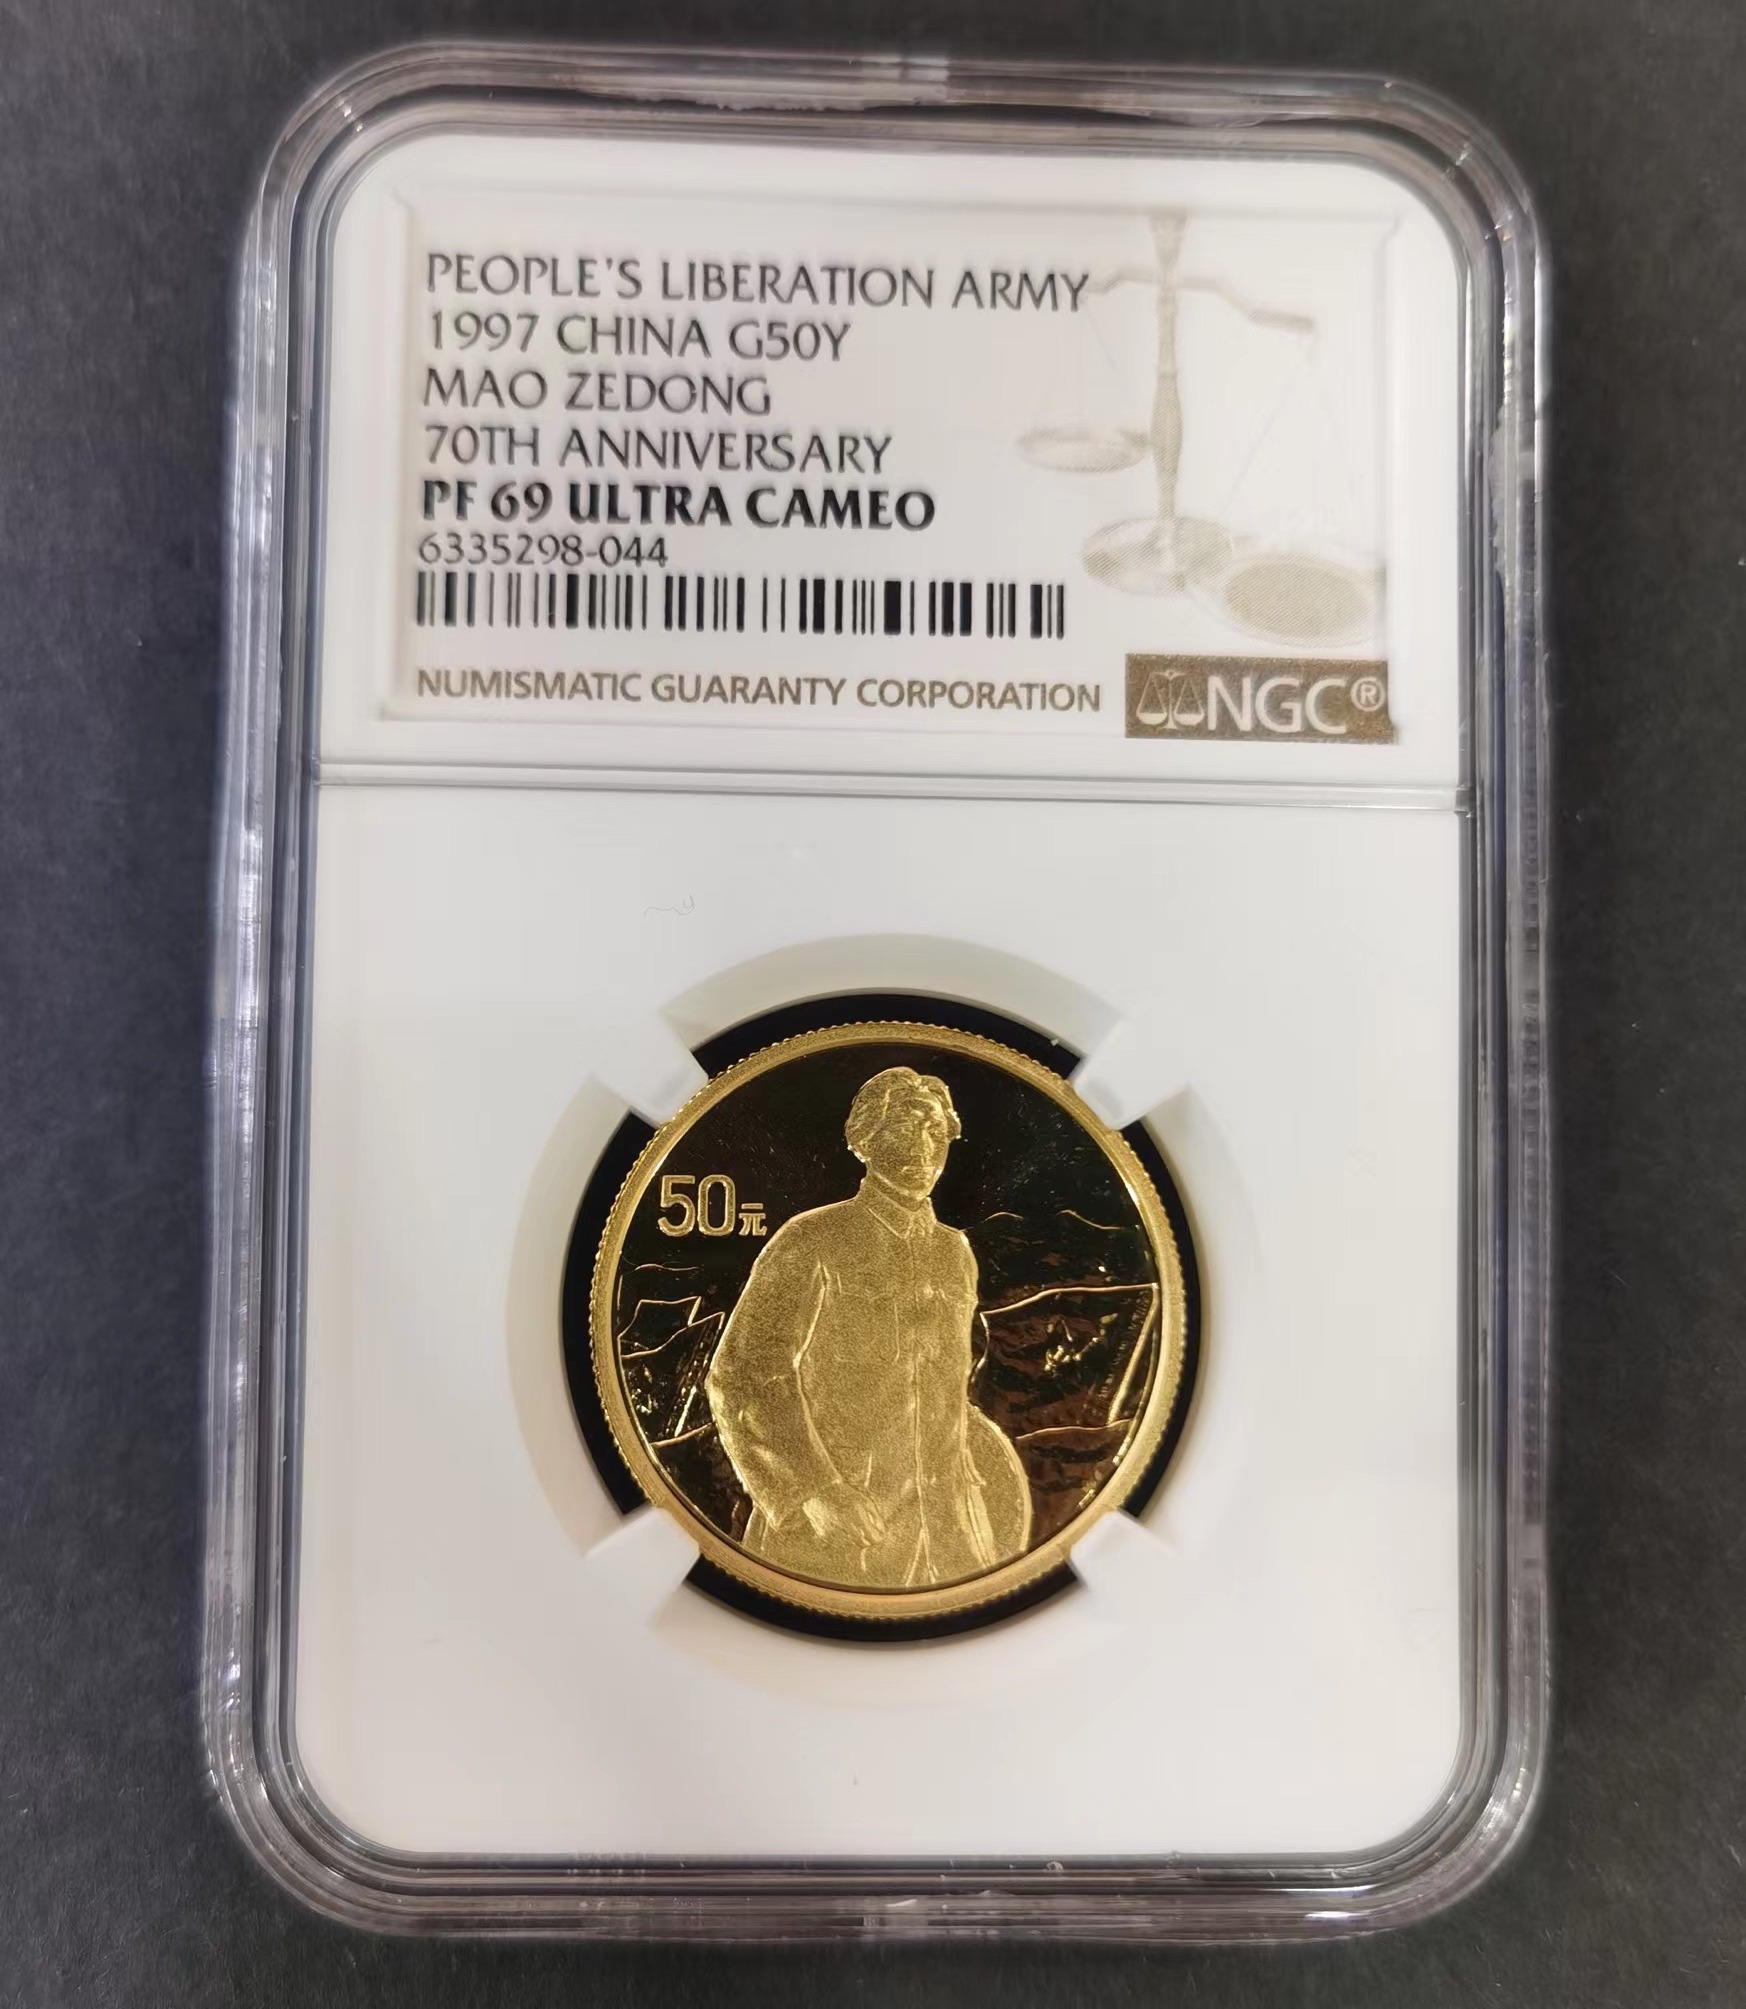 PEOPLE'S LIBERATION ARMY
1997 CHINA G50Y
MAO ZEDONG
70TH ANNIVERSARY
PF 69 ULTRA CAMEO
6335298-044
NUMISMATIC GUARANTY CORPORATION NGC®
50元